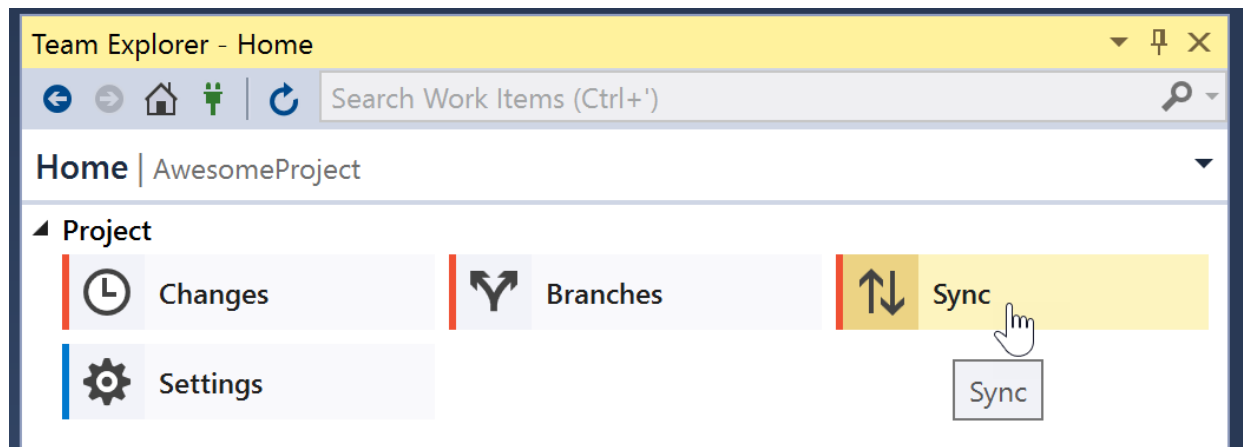 Team Explorer - Home
Search Work Items (Ctrl+')
Home | AwesomeProject
Project
Changes
Branches
Sync
Settings
Sync